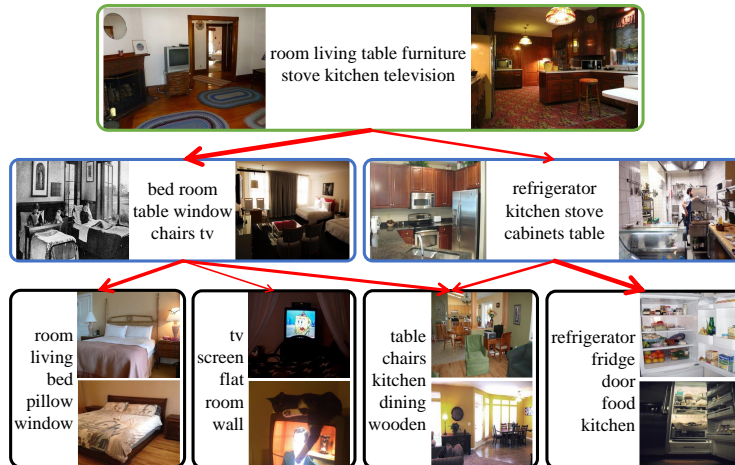 room living table furniture
stove kitchen television
bed room
table window
chairs tv
refrigerator
kitchen stove
cabinets table
room
living
bed
pillow
window
tv
screen
flat
room
wall
table
chairs
kitchen
dining
wooden
refrigerator
fridge
door
food
kitchen